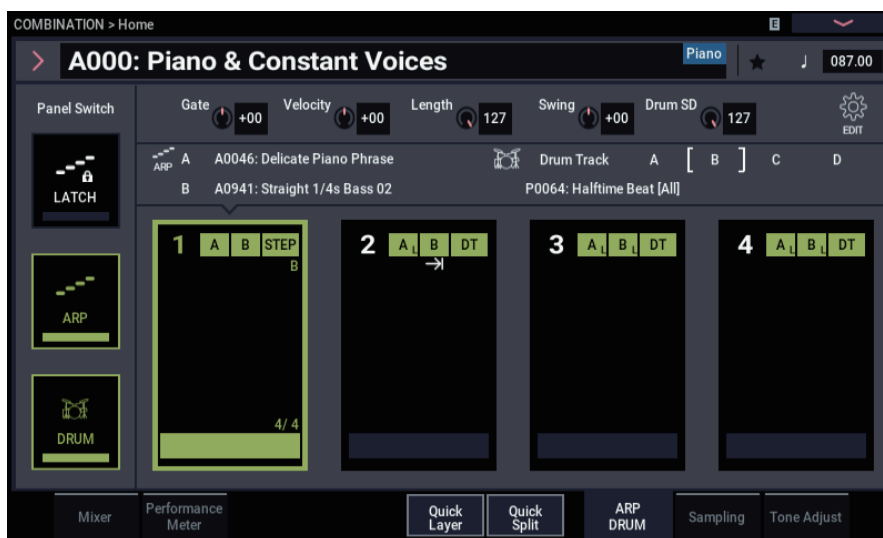 COMBINATION > Home E
A000: Piano & Constant Voices Piano ♩ 087.00
Panel Switch Gate +00 Velocity +00 Length 127 Swing +00 Drum SD 127 EDIT
ARP A A0046: Delicate Piano Phrase Drum Track A [ B ] C D
B A0941: Straight 1/4s Bass 02 P0064: Halftime Beat [All]
LATCH
1 A B STEP 2 A L B DT 3 A L B L DT 4 A L B L DT
B
ARP
4/ 4
DRUM
Mixer Performance Meter Quick Layer Quick Split ARP DRUM Sampling Tone Adjust